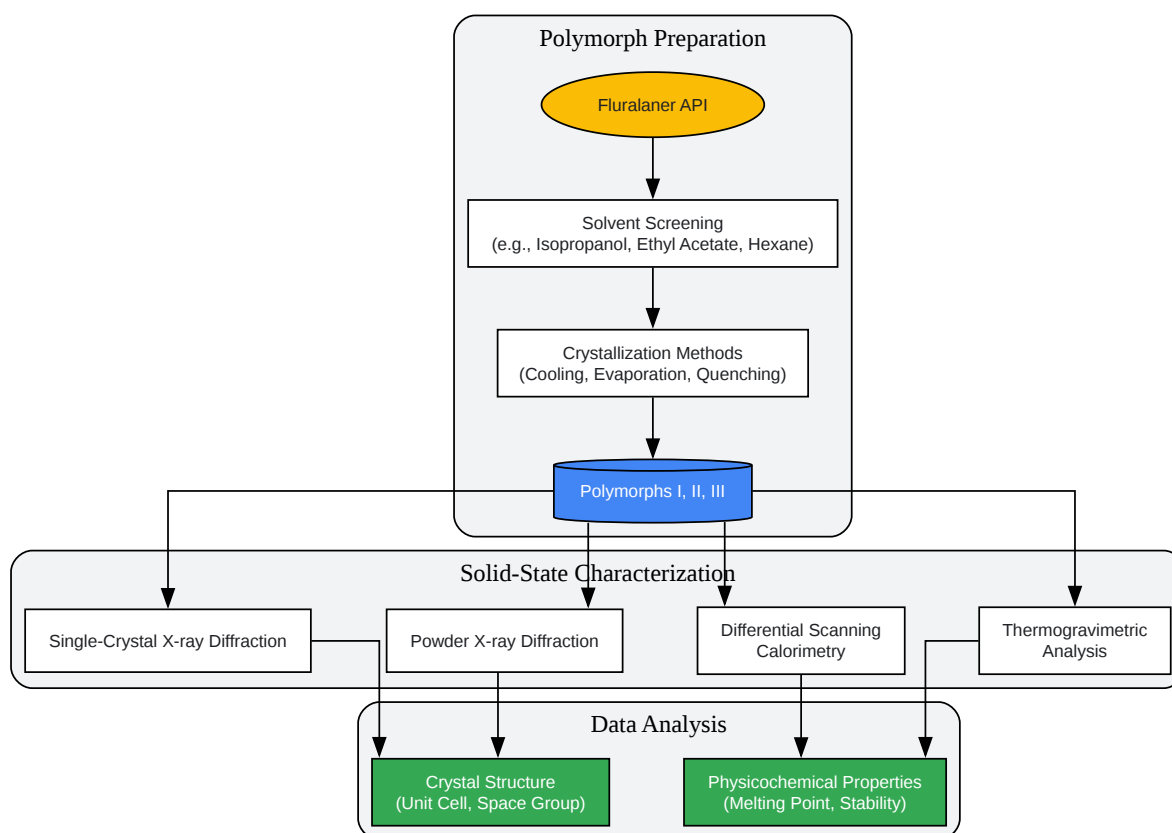 Polymorph Preparation
Fluralaner API
Solvent Screening
(e.g., Isopropanol, Ethyl Acetate, Hexane)
Crystallization Methods
(Cooling, Evaporation, Quenching)
Polymorphs I, II, III
Solid-State Characterization
Single-Crystal X-ray Diffraction
Powder X-ray Diffraction
Differential Scanning
Calorimetry
Thermogravimetric
Analysis
Data Analysis
Crystal Structure
(Unit Cell, Space Group)
Physicochemical Properties
(Melting Point, Stability)